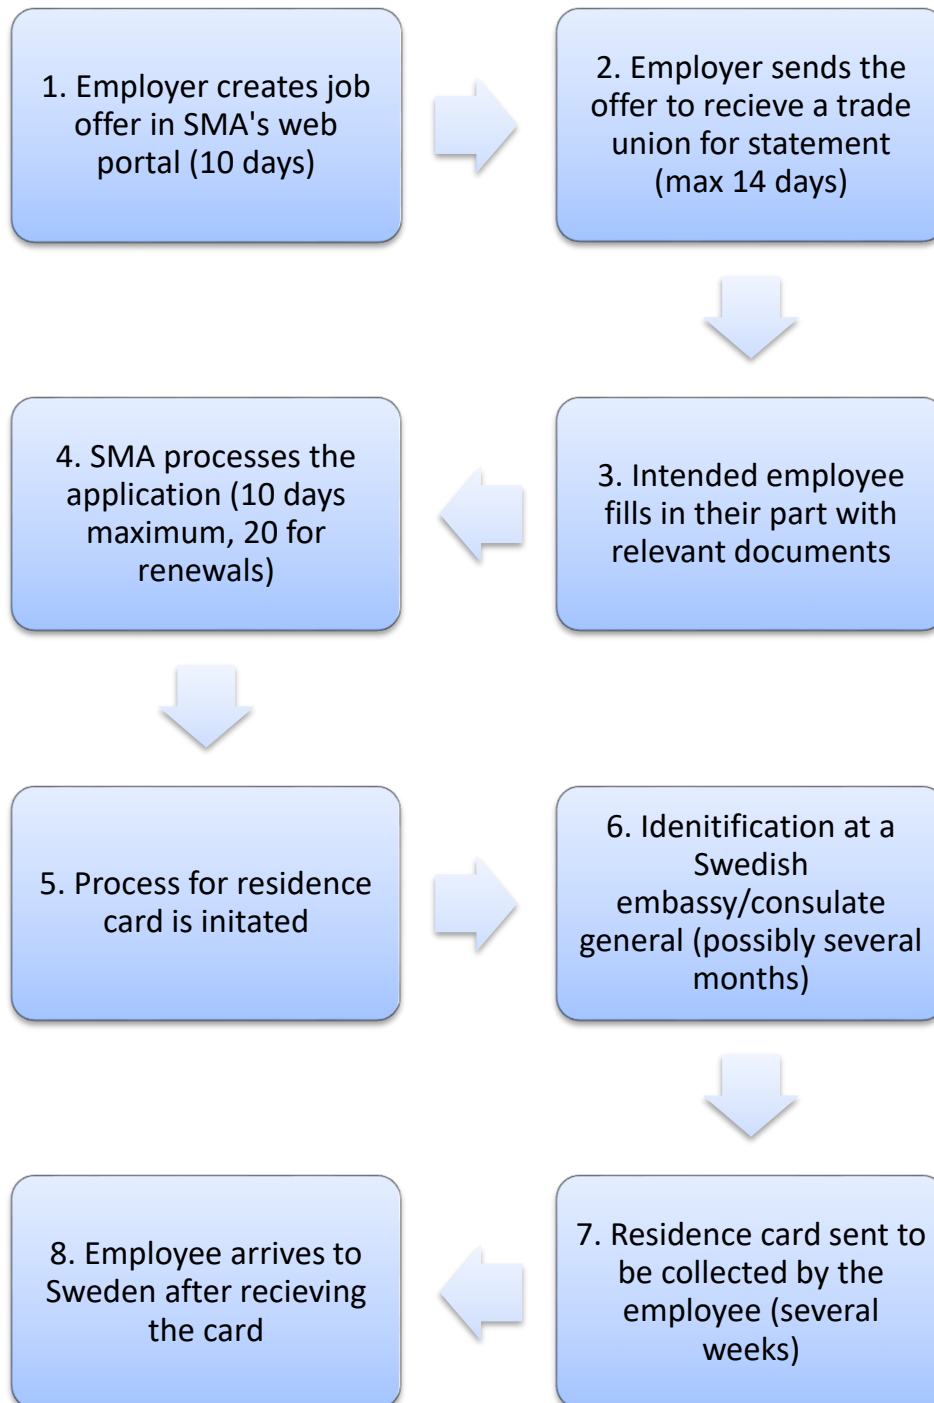 1. Employer creates job
offer in SMA's web
portal (10 days)
2. Employer sends the
offer to recieve a trade
union for statement
(max 14 days)
3. Intended employee
fills in their part with
relevant documents
4. SMA processes the
application (10 days
maximum, 20 for
renewals)
5. Process for residence
card is initated
6. Idenitification at a
Swedish
embassy/consulate
general (possibly several
months)
7. Residence card sent to
be collected by the
employee (several
weeks)
8. Employee arrives to
Sweden after recieving
the card